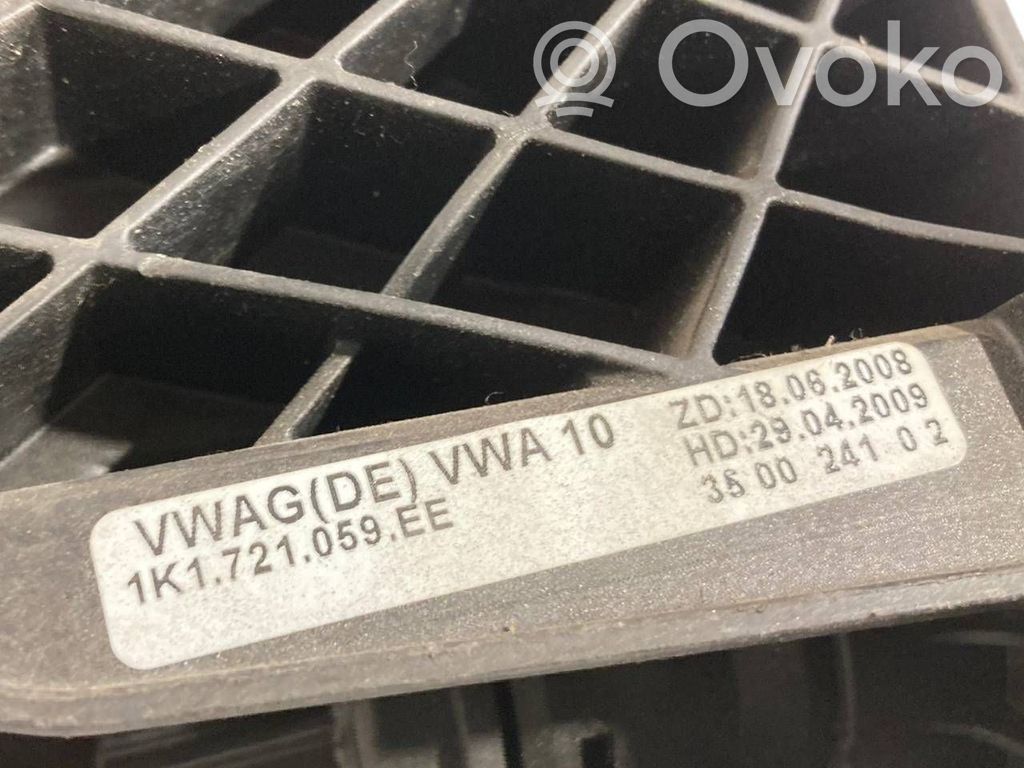 Ovoko
VWAG(DE) VWA 10
1K1.721.059.EE
ZD:18.06.2008
HD:29.04.2009
35 00 241 0 2